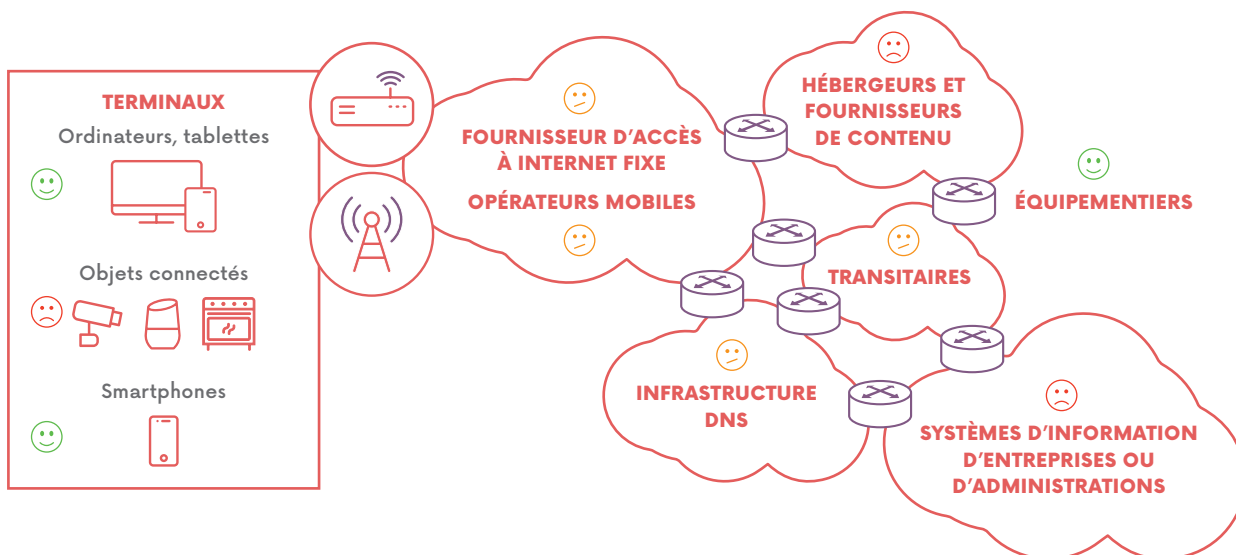 TERMINAUX
Ordinateurs, tablettes
Objets connectés
Smartphones
FOURNISSEUR D’ACCÈS
À INTERNET FIXE
OPÉRATEURS MOBILES
HÉBERGEURS ET
FOURNISSEURS
DE CONTENU
ÉQUIPEMENTIERS
TRANSITAIRES
INFRASTRUCTURE
DNS
SYSTÈMES D’INFORMATION
D’ENTREPRISES OU
D’ADMINISTRATIONS